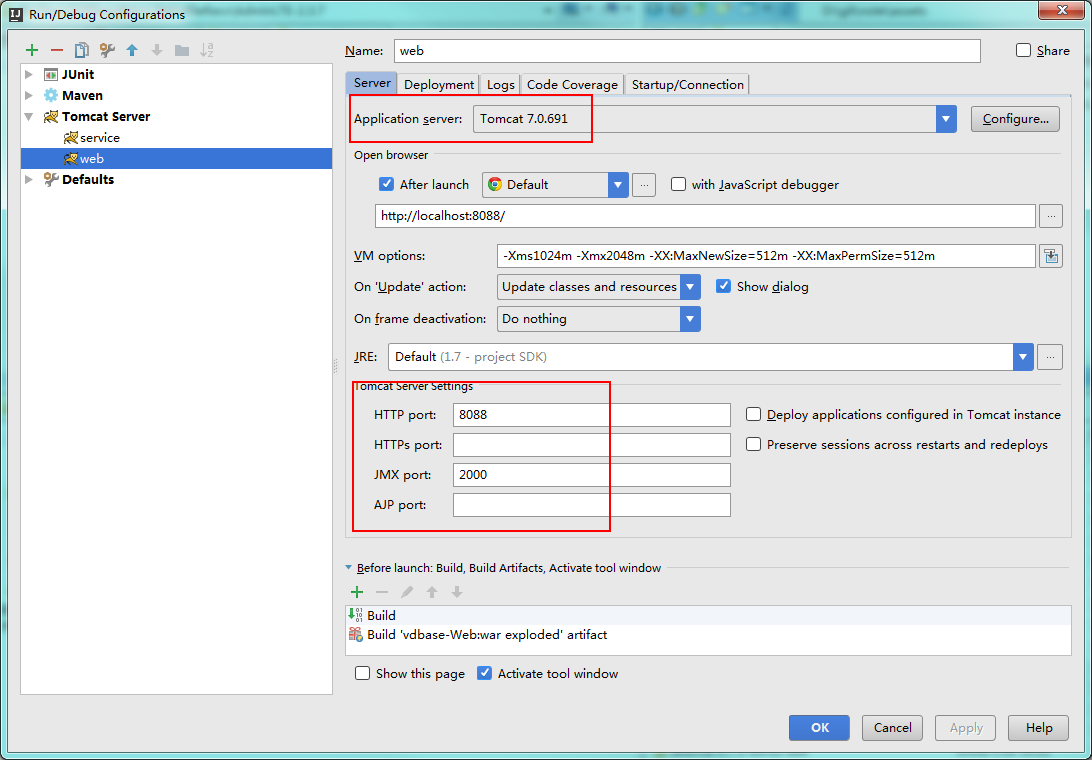 Run/Debug Configurations
Name: web Share
JUnit
Maven
Tomcat Server
service
web
Defaults
Server Deployment Logs Code Coverage Startup/Connection
Application server: Tomcat 7.0.691 Configure...
Open browser
After launch Default ... with JavaScript debugger
http://localhost:8088/ ...
VM options: -Xms1024m -Xmx2048m -XX:MaxNewSize=512m -XX:MaxPermSize=512m
On 'Update' action: Update classes and resources Show dialog
On frame deactivation: Do nothing
JRE: Default (1.7 - project SDK) ...
Tomcat Server Settings
HTTP port: 8088 Deploy applications configured in Tomcat instance
HTTPs port: Preserve sessions across restarts and redeploys
JMX port: 2000
AJP port:
Before launch: Build, Build Artifacts, Activate tool window
Build
Build 'vdbase-Web:war exploded' artifact
Show this page Activate tool window
OK Cancel Apply Help